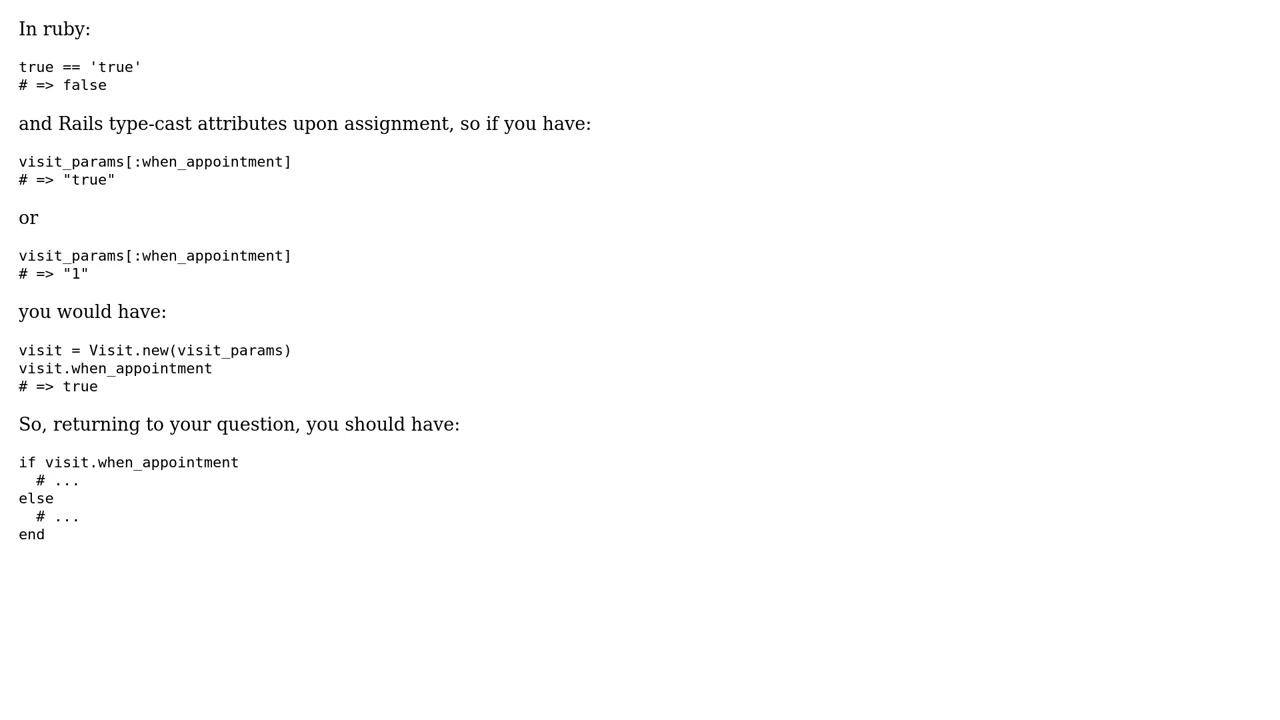 In ruby:
true == 'true'
# => false
and Rails type-cast attributes upon assignment, so if you have:
visit_params[:when_appointment]
# => "true"
or
visit_params[:when_appointment]
# => "1"
you would have:
visit = Visit.new(visit_params)
visit.when_appointment
# => true
So, returning to your question, you should have:
if visit.when_appointment
  # ...
else
  # ...
end